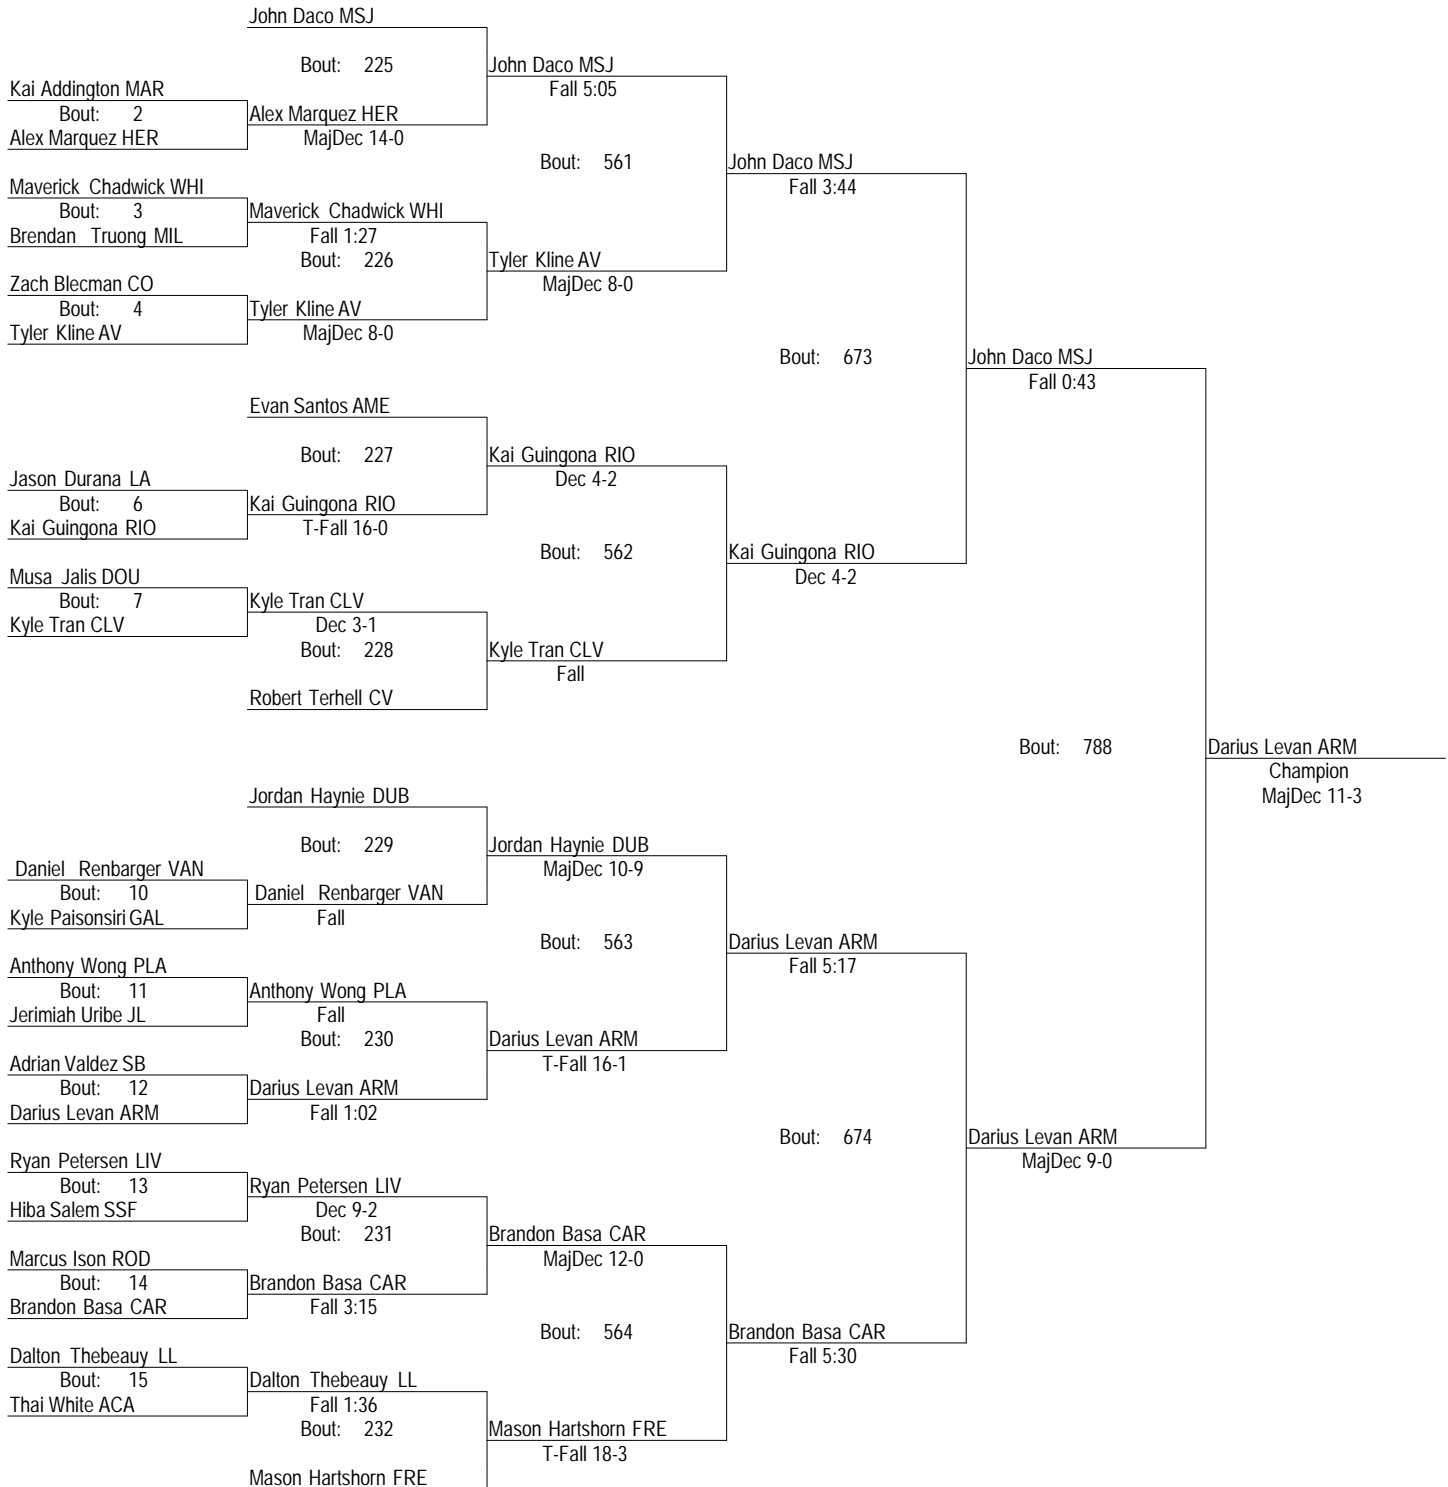 John Daco MSJ
Bout: 225
John Daco MSJ
Kai Addington MAR
Fall 5:05
Bout: 2
Alex Marquez HER
Alex Marquez HER
MajDec 14-0
Bout: 561
John Daco MSJ
Maverick Chadwick WHI
Fall 3:44
Bout: 3
Maverick Chadwick WHI
Brendan Truong MIL
Fall 1:27
Bout: 226
Tyler Kline AV
Zach Blecman CO
MajDec 8-0
Bout: 4
Tyler Kline AV
Tyler Kline AV
MajDec 8-0
Bout: 673
John Daco MSJ
Fall 0:43
Evan Santos AME
Bout: 227
Kai Guingona RIO
Jason Durana LA
Dec 4-2
Bout: 6
Kai Guingona RIO
Kai Guingona RIO
T-Fall 16-0
Bout: 562
Kai Guingona RIO
Musa Jalis DOU
Dec 4-2
Bout: 7
Kyle Tran CLV
Kyle Tran CLV
Dec 3-1
Bout: 228
Kyle Tran CLV
Fall
Robert Terhell CV
Bout: 788
Darius Levan ARM
Champion
MajDec 11-3
Jordan Haynie DUB
Bout: 229
Jordan Haynie DUB
Daniel Renbarger VAN
MajDec 10-9
Bout: 10
Daniel Renbarger VAN
Kyle Paisonsiri GAL
Fall
Bout: 563
Darius Levan ARM
Anthony Wong PLA
Fall 5:17
Bout: 11
Anthony Wong PLA
Jerimiah Uribe JL
Fall
Bout: 230
Darius Levan ARM
Adrian Valdez SB
T-Fall 16-1
Bout: 12
Darius Levan ARM
Darius Levan ARM
Fall 1:02
Bout: 674
Darius Levan ARM
Ryan Petersen LIV
MajDec 9-0
Bout: 13
Ryan Petersen LIV
Hiba Salem SSF
Dec 9-2
Bout: 231
Brandon Basa CAR
Marcus Ison ROD
MajDec 12-0
Bout: 14
Brandon Basa CAR
Brandon Basa CAR
Fall 3:15
Bout: 564
Brandon Basa CAR
Dalton Thebeauy LL
Fall 5:30
Bout: 15
Dalton Thebeauy LL
Thai White ACA
Fall 1:36
Bout: 232
Mason Hartshorn FRE
T-Fall 18-3
Mason Hartshorn FRE